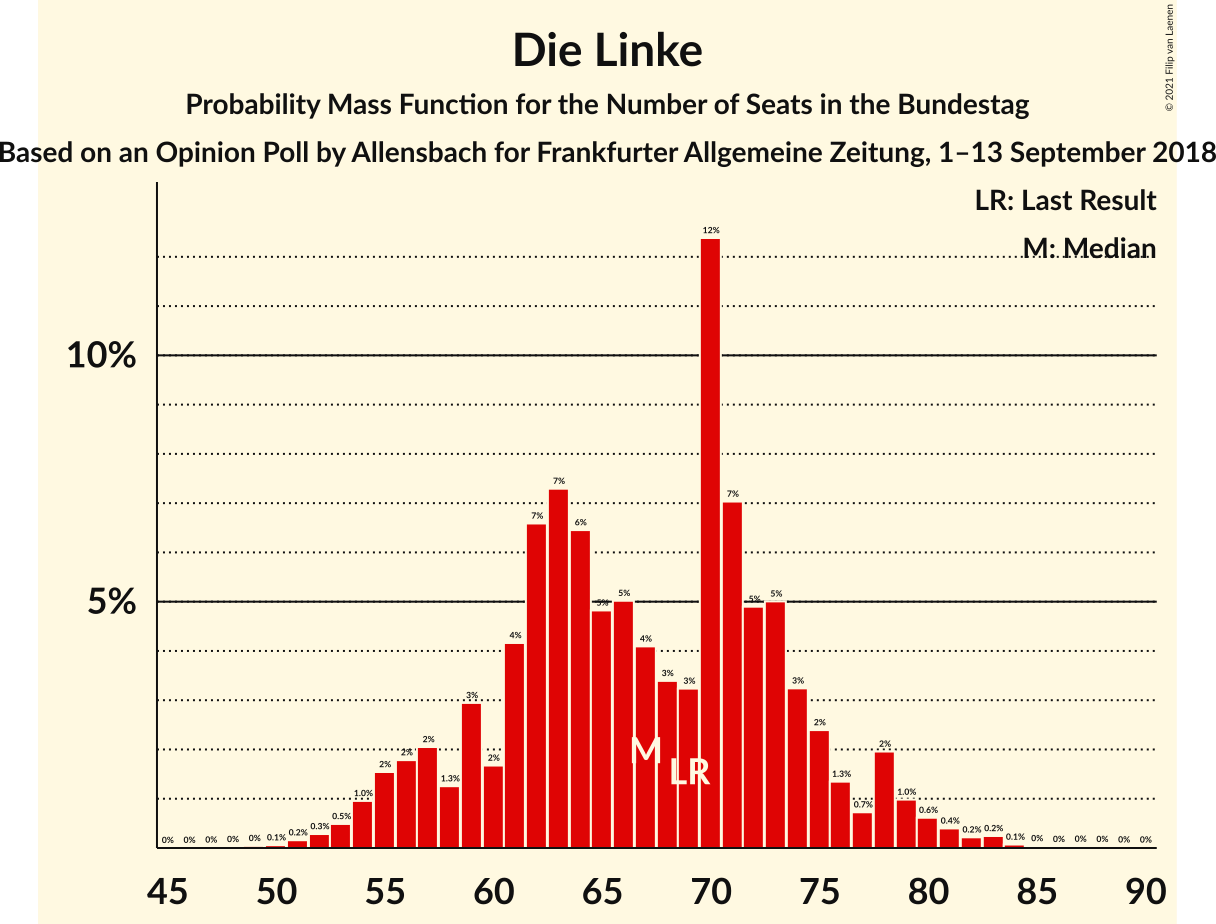 Die Linke
Probability Mass Function for the Number of Seats in the Bundestag
Based on an Opinion Poll by Allensbach for Frankfurter Allgemeine Zeitung, 1–13 September 2018
© 2021 Filip van Laenen
LR: Last Result
M: Median
10%
5%
0% 0% 0% 0% 0% 0.1% 0.2% 0.3% 0.5% 1.0% 2% 2% 2% 1.3% 3% 2% 4% 7% 7% 6% 5% 5% 4% 3% 3% 12% 7% 5% 5% 3% 2% 1.3% 0.7% 2% 1.0% 0.6% 0.4% 0.2% 0.2% 0.1% 0% 0% 0% 0% 0% 0%
M
LR
45 50 55 60 65 70 75 80 85 90